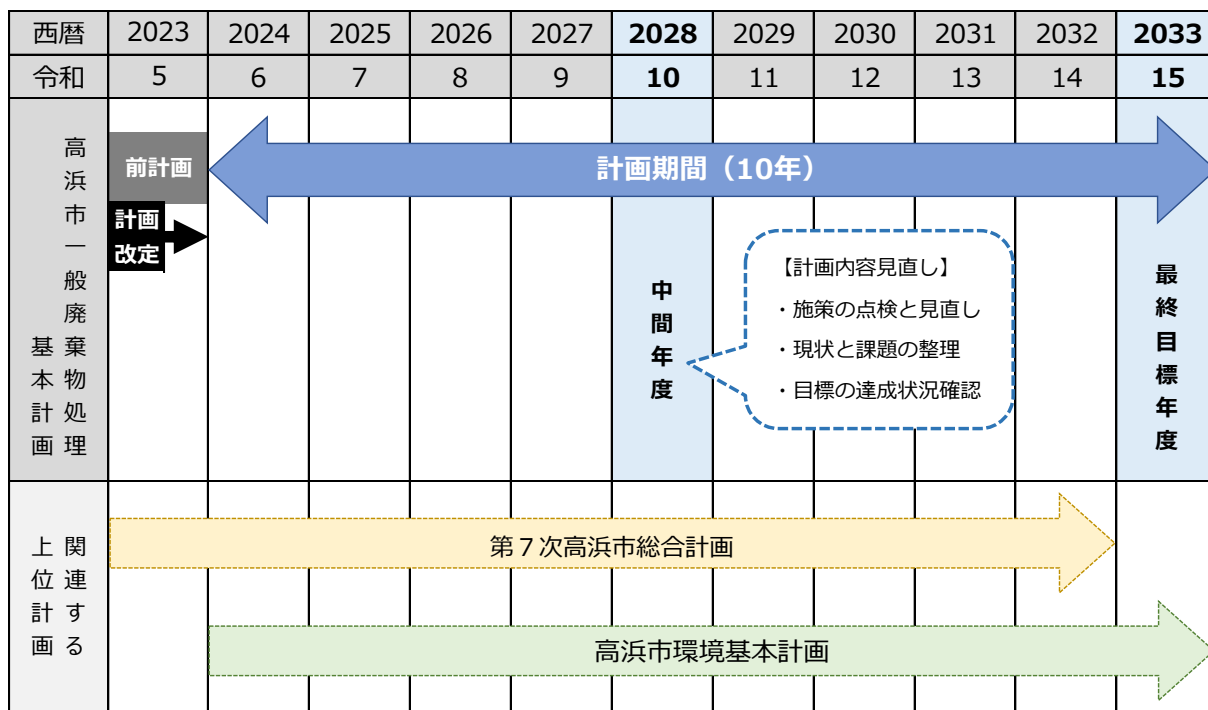 西暦 2023 2024 2025 2026 2027 2028 2029 2030 2031 2032 2033
令和 5 6 7 8 9 10 11 12 13 14 15
高浜市一般廃棄物処理
基本計画
前計画
計画期間（10年）
計画
改定
中間年度
【計画内容見直し】
・施策の点検と見直し
・現状と課題の整理
・目標の達成状況確認
最終目標年度
関連する
上位計画
第７次高浜市総合計画
高浜市環境基本計画